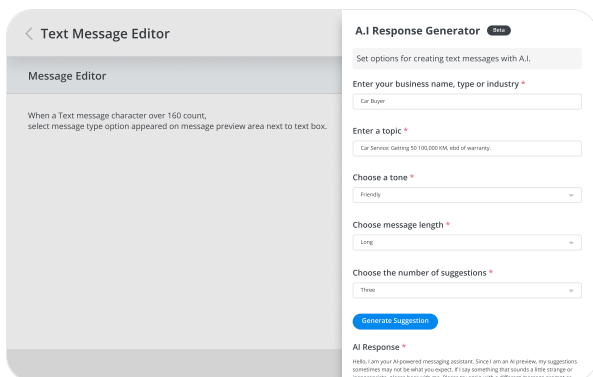 Text Message Editor
Message Editor
When a Text message character over 160 count,
select message type option appeared on message preview area next to text box.
A.I Response Generator Beta
Set options for creating text messages with A.I.
Enter your business name, type or industry *
Car Buyer
Enter a topic *
Car Service: Getting 50 100,000 KM, ebd of warranty.
Choose a tone *
Friendly
Choose message length *
Long
Choose the number of suggestions *
Three
Generate Suggestion
AI Response *
Hello, I am your AI-powered messaging assistant. Since I am an AI preview, my suggestions
sometimes may not be what you expect. If I say something that sounds a little strange or